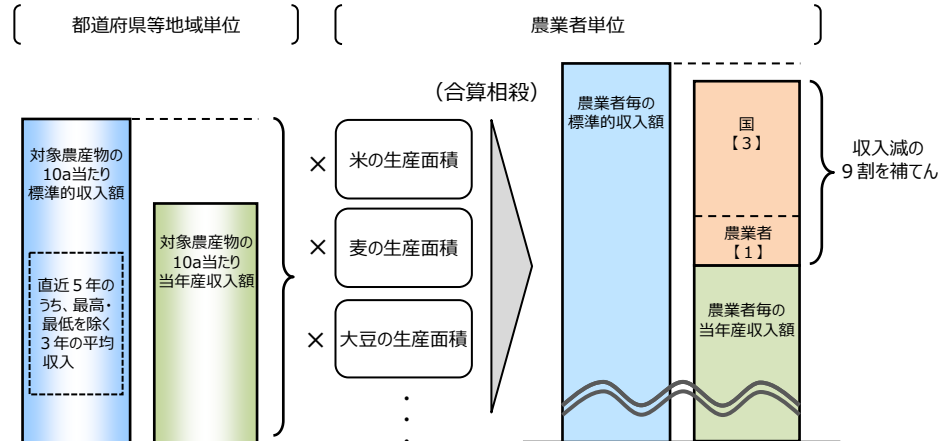 都道府県等地域単位
農業者単位
対象農産物の
10a当たり
標準的収入額
直近５年の
うち、最高・
最低を除く
３年の平均
収入
対象農産物の
10a当たり
当年産収入額
×
米の生産面積
×
麦の生産面積
×
大豆の生産面積
・
・
・
（合算相殺）
農業者毎の
標準的収入額
国
【３】
農業者
【１】
農業者毎の
当年産収入額
収入減の
９割を補てん